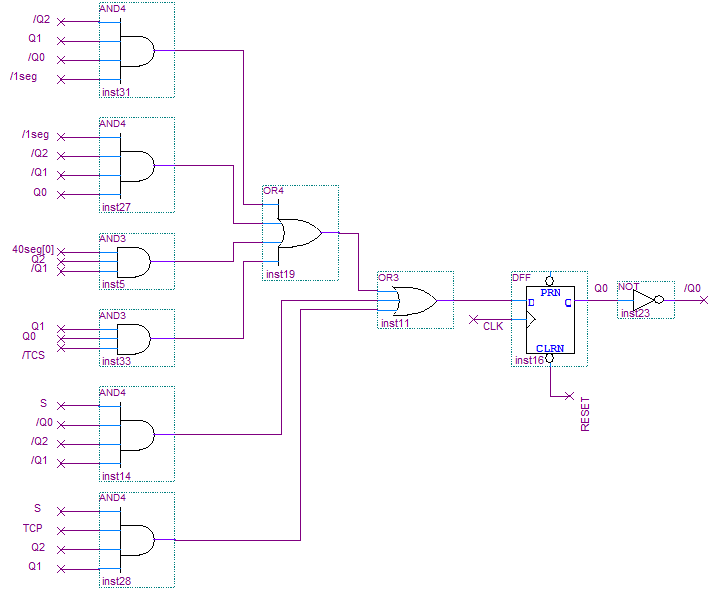 AND4
/Q2
Q1
/Q0
/1seg
inst31
AND4
/1seg
/Q2
/Q1
Q0
inst27
AND3
40seg[0]
Q2
/Q1
inst5
AND3
Q1
Q0
/TCS
inst33
AND4
S
/Q0
/Q2
/Q1
inst14
AND4
S
TCP
Q2
Q1
inst28
OR4
inst19
OR3
inst11
CLK
DFF
PRN
D
Q
CLRN
inst16
RESET
Q0
NOT
inst23
/Q0